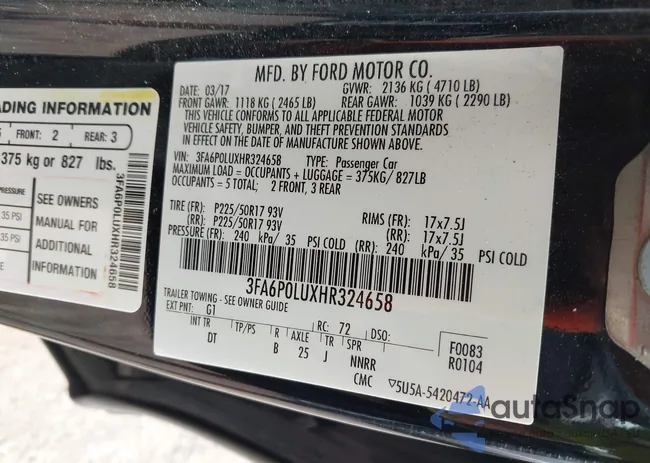 ADING INFORMATION
FRONT: 2 REAR: 3
375 kg or 827 lbs.
35 PSI
35 PSI
SEE OWNERS
MANUAL FOR
ADDITIONAL
INFORMATION
3FA6P0LUXHR324658
MFD. BY FORD MOTOR CO.
DATE: 03/17 GVWR: 2136 KG (4710 LB)
FRONT GAWR: 1118 KG (2465 LB) REAR GAWR: 1039 KG (2290 LB)
THIS VEHICLE CONFORMS TO ALL APPLICABLE FEDERAL MOTOR
VEHICLE SAFETY, BUMPER, AND THEFT PREVENTION STANDARDS
IN EFFECT ON THE DATE OF MANUFACTURE SHOWN ABOVE.
VIN: 3FA6P0LUXHR324658 TYPE: Passenger Car
MAXIMUM LOAD = OCCUPANTS + LUGGAGE = 375KG/827LB
OCCUPANTS = 5 TOTAL; 2 FRONT, 3 REAR
TIRE (FR): P225/50R17 93V RIMS (FR): 17x7.5J
(RR): P225/50R17 93V (RR): 17x7.5J
PRESSURE (FR): 240 kPa/ 35 PSI COLD (RR): 240 kPa/ 35 PSI COLD
3FA6P0LUXHR324658
TRAILER TOWING - SEE OWNER GUIDE
EXT PNT: G1 RC: 72 DSO:
INT TR TP/PS R AXLE TR SPR
DT B 25 J NNRR
CMC
F0083
R0104
▽5U5A-5420472-AA
autoSnap